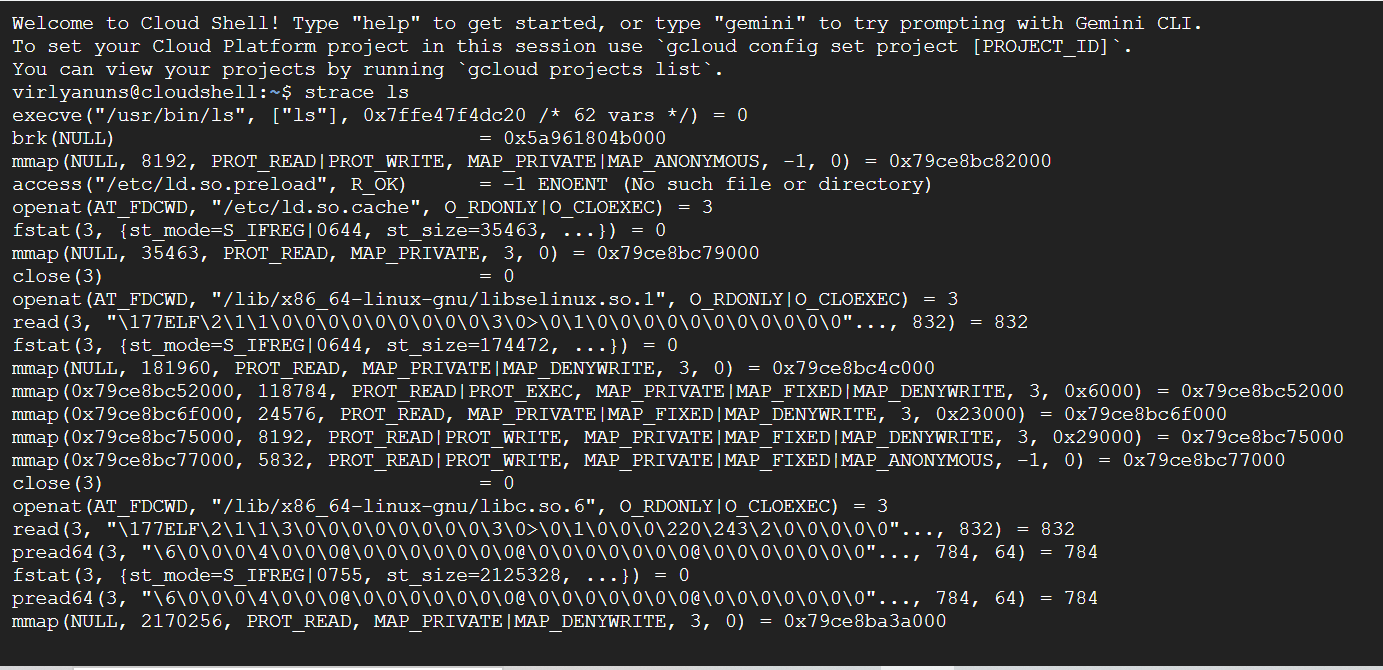 Welcome to Cloud Shell! Type "help" to get started, or type "gemini" to try prompting with Gemini CLI.
To set your Cloud Platform project in this session use `gcloud config set project [PROJECT_ID]`.
You can view your projects by running `gcloud projects list`.
virlyanuns@cloudshell:~$ strace ls
execve("/usr/bin/ls", ["ls"], 0x7ffe47f4dc20 /* 62 vars */) = 0
brk(NULL)                               = 0x5a961804b000
mmap(NULL, 8192, PROT_READ|PROT_WRITE, MAP_PRIVATE|MAP_ANONYMOUS, -1, 0) = 0x79ce8bc82000
access("/etc/ld.so.preload", R_OK)      = -1 ENOENT (No such file or directory)
openat(AT_FDCWD, "/etc/ld.so.cache", O_RDONLY|O_CLOEXEC) = 3
fstat(3, {st_mode=S_IFREG|0644, st_size=35463, ...}) = 0
mmap(NULL, 35463, PROT_READ, MAP_PRIVATE, 3, 0) = 0x79ce8bc79000
close(3)                                = 0
openat(AT_FDCWD, "/lib/x86_64-linux-gnu/libselinux.so.1", O_RDONLY|O_CLOEXEC) = 3
read(3, "\177ELF\2\1\1\0\0\0\0\0\0\0\0\0\3\0>\0\1\0\0\0\0\0\0\0\0\0\0\0"..., 832) = 832
fstat(3, {st_mode=S_IFREG|0644, st_size=174472, ...}) = 0
mmap(NULL, 181960, PROT_READ, MAP_PRIVATE|MAP_DENYWRITE, 3, 0) = 0x79ce8bc4c000
mmap(0x79ce8bc52000, 118784, PROT_READ|PROT_EXEC, MAP_PRIVATE|MAP_FIXED|MAP_DENYWRITE, 3, 0x6000) = 0x79ce8bc52000
mmap(0x79ce8bc6f000, 24576, PROT_READ, MAP_PRIVATE|MAP_FIXED|MAP_DENYWRITE, 3, 0x23000) = 0x79ce8bc6f000
mmap(0x79ce8bc75000, 8192, PROT_READ|PROT_WRITE, MAP_PRIVATE|MAP_FIXED|MAP_DENYWRITE, 3, 0x29000) = 0x79ce8bc75000
mmap(0x79ce8bc77000, 5832, PROT_READ|PROT_WRITE, MAP_PRIVATE|MAP_FIXED|MAP_ANONYMOUS, -1, 0) = 0x79ce8bc77000
close(3)                                = 0
openat(AT_FDCWD, "/lib/x86_64-linux-gnu/libc.so.6", O_RDONLY|O_CLOEXEC) = 3
read(3, "\177ELF\2\1\1\3\0\0\0\0\0\0\0\0\3\0>\0\1\0\0\0\220\243\2\0\0\0\0\0"..., 832) = 832
pread64(3, "\6\0\0\0\4\0\0\0@\0\0\0\0\0\0\0@\0\0\0\0\0\0\0@\0\0\0\0\0\0\0"..., 784, 64) = 784
fstat(3, {st_mode=S_IFREG|0755, st_size=2125328, ...}) = 0
pread64(3, "\6\0\0\0\4\0\0\0@\0\0\0\0\0\0\0@\0\0\0\0\0\0\0@\0\0\0\0\0\0\0"..., 784, 64) = 784
mmap(NULL, 2170256, PROT_READ, MAP_PRIVATE|MAP_DENYWRITE, 3, 0) = 0x79ce8ba3a000